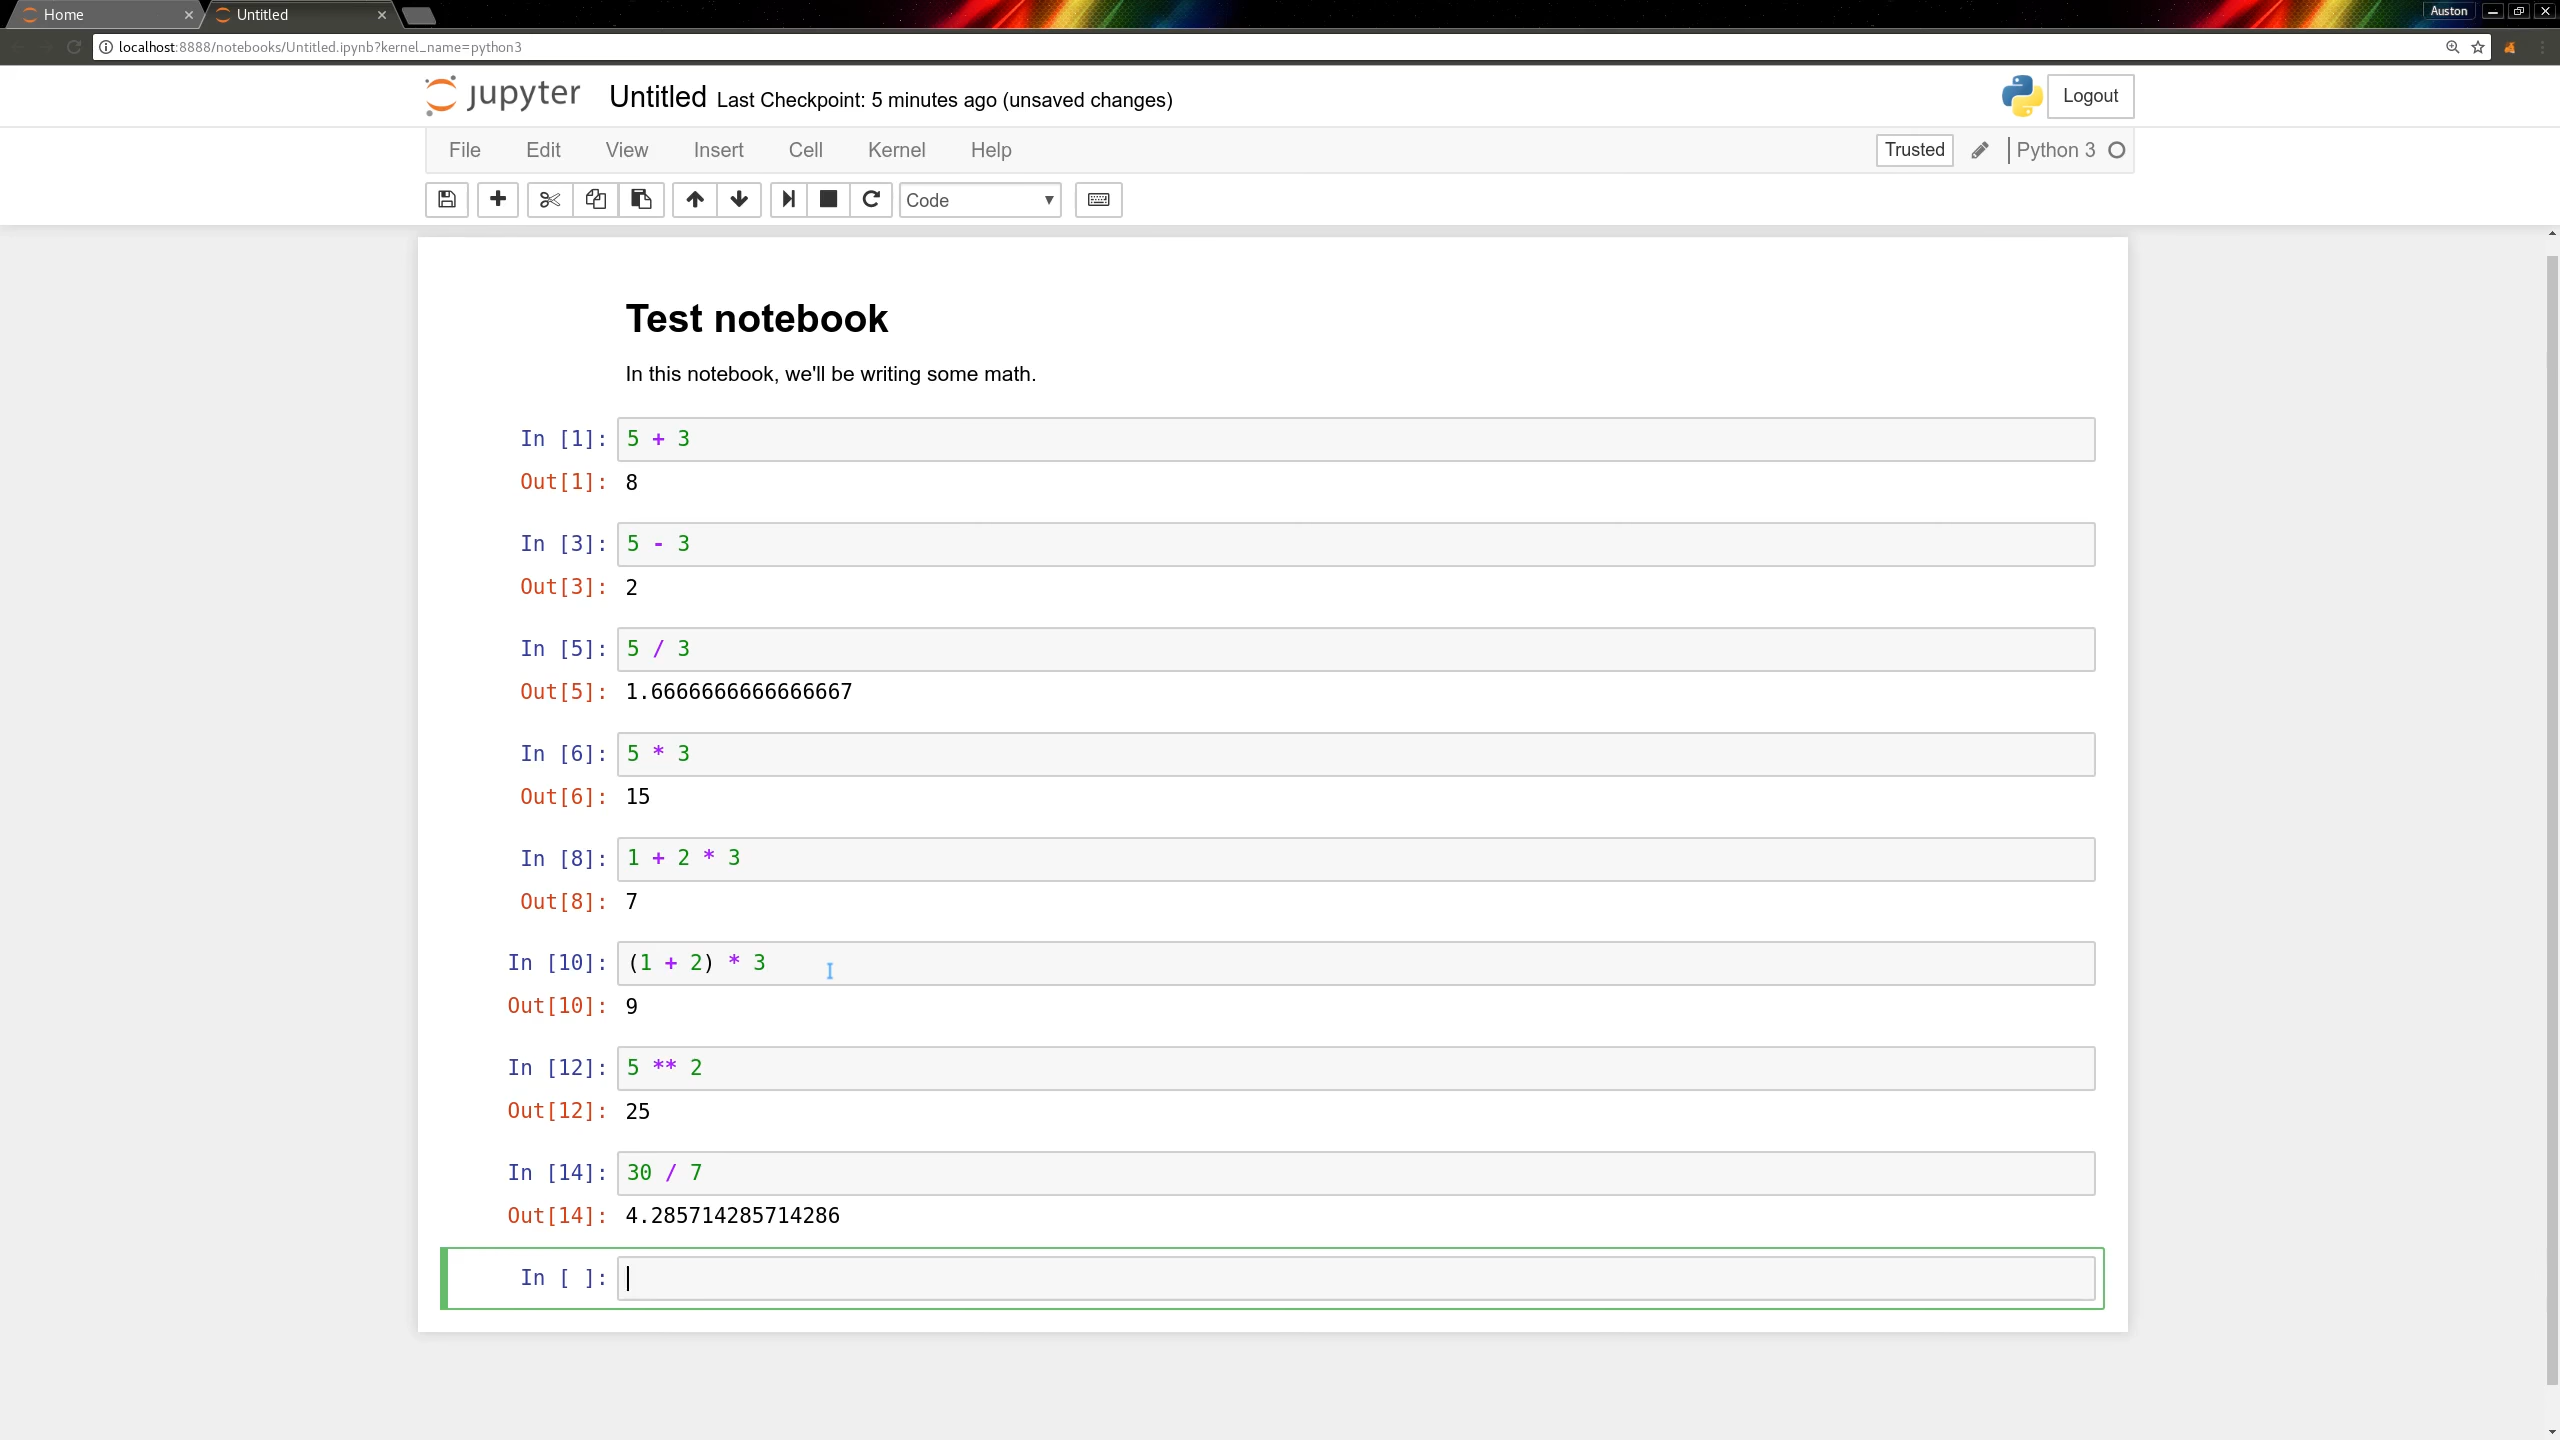 Home
Untitled
Auston
localhost:8888/notebooks/Untitled.ipynb?kernel_name=python3
jupyter Untitled Last Checkpoint: 5 minutes ago (unsaved changes)
Logout
File Edit View Insert Cell Kernel Help
Trusted
Python 3
Code
Test notebook
In this notebook, we'll be writing some math.
In [1]: 5 + 3
Out[1]: 8
In [3]: 5 - 3
Out[3]: 2
In [5]: 5 / 3
Out[5]: 1.6666666666666667
In [6]: 5 * 3
Out[6]: 15
In [8]: 1 + 2 * 3
Out[8]: 7
In [10]: (1 + 2) * 3
Out[10]: 9
In [12]: 5 ** 2
Out[12]: 25
In [14]: 30 / 7
Out[14]: 4.285714285714286
In [ ]: